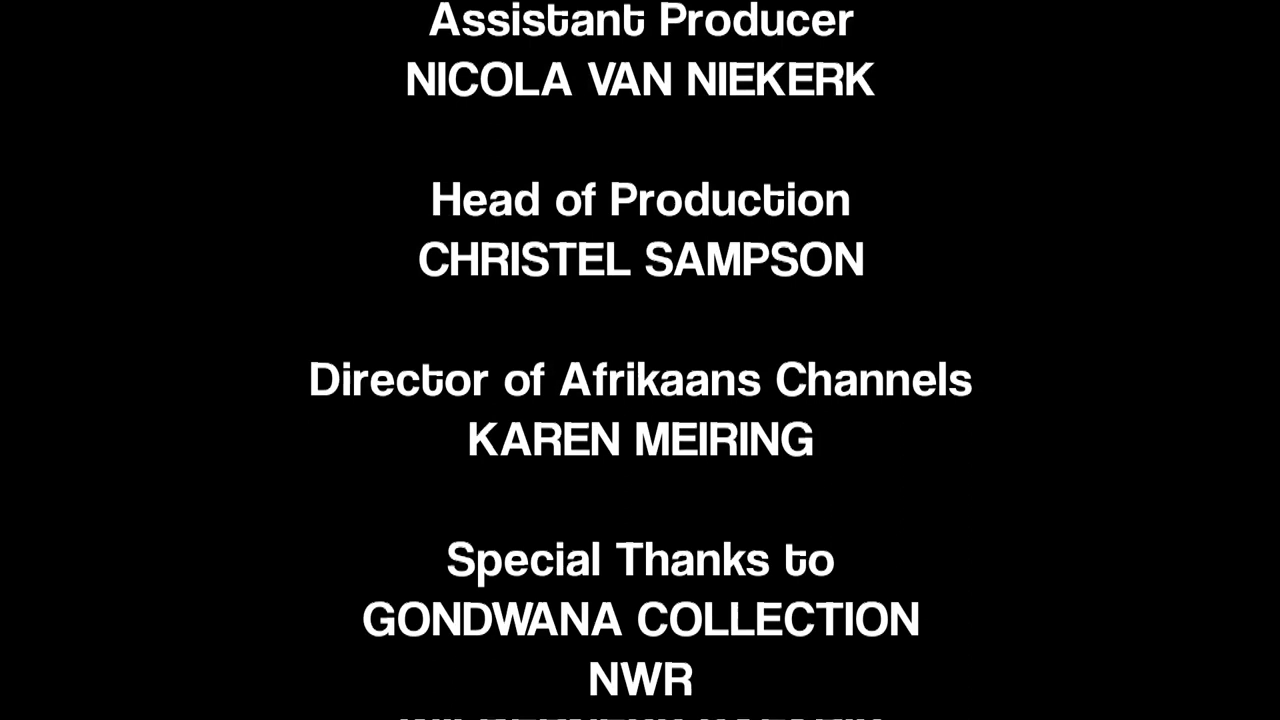 Assistant Producer
NICOLA VAN NIEKERK
Head of Production
CHRISTEL SAMPSON
Director of Afrikaans Channels
KAREN MEIRING
Special Thanks to
GONDWANA COLLECTION
NWR